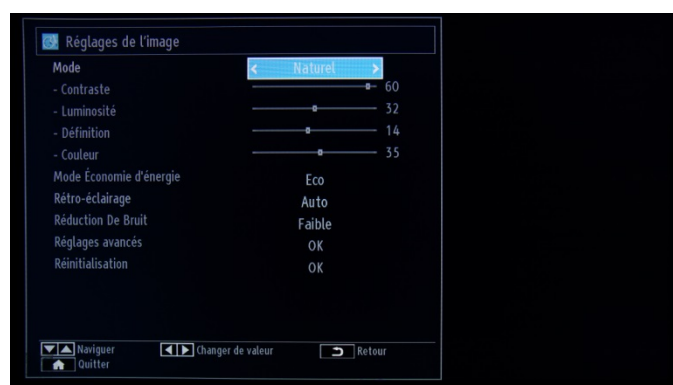 Réglages de l'image
Mode < Naturel >
- Contraste 60
- Luminosité 32
- Définition 14
- Couleur 35
Mode Économie d'énergie Eco
Rétro-éclairage Auto
Réduction De Bruit Faible
Réglages avancés OK
Réinitialisation OK
Naviguer Changer de valeur Retour
Quitter